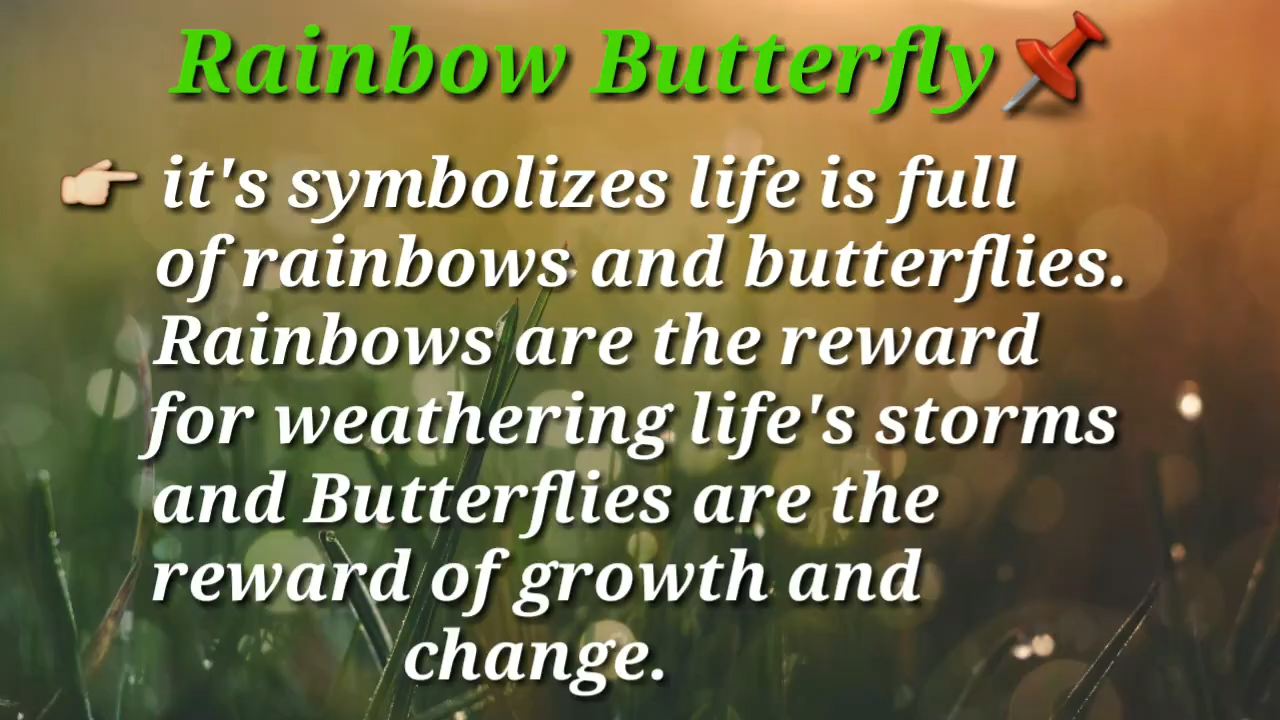 Rainbow Butterfly📌
👉🏻 it's symbolizes life is full
of rainbows and butterflies.
Rainbows are the reward
for weathering life's storms
and Butterflies are the
reward of growth and
change.